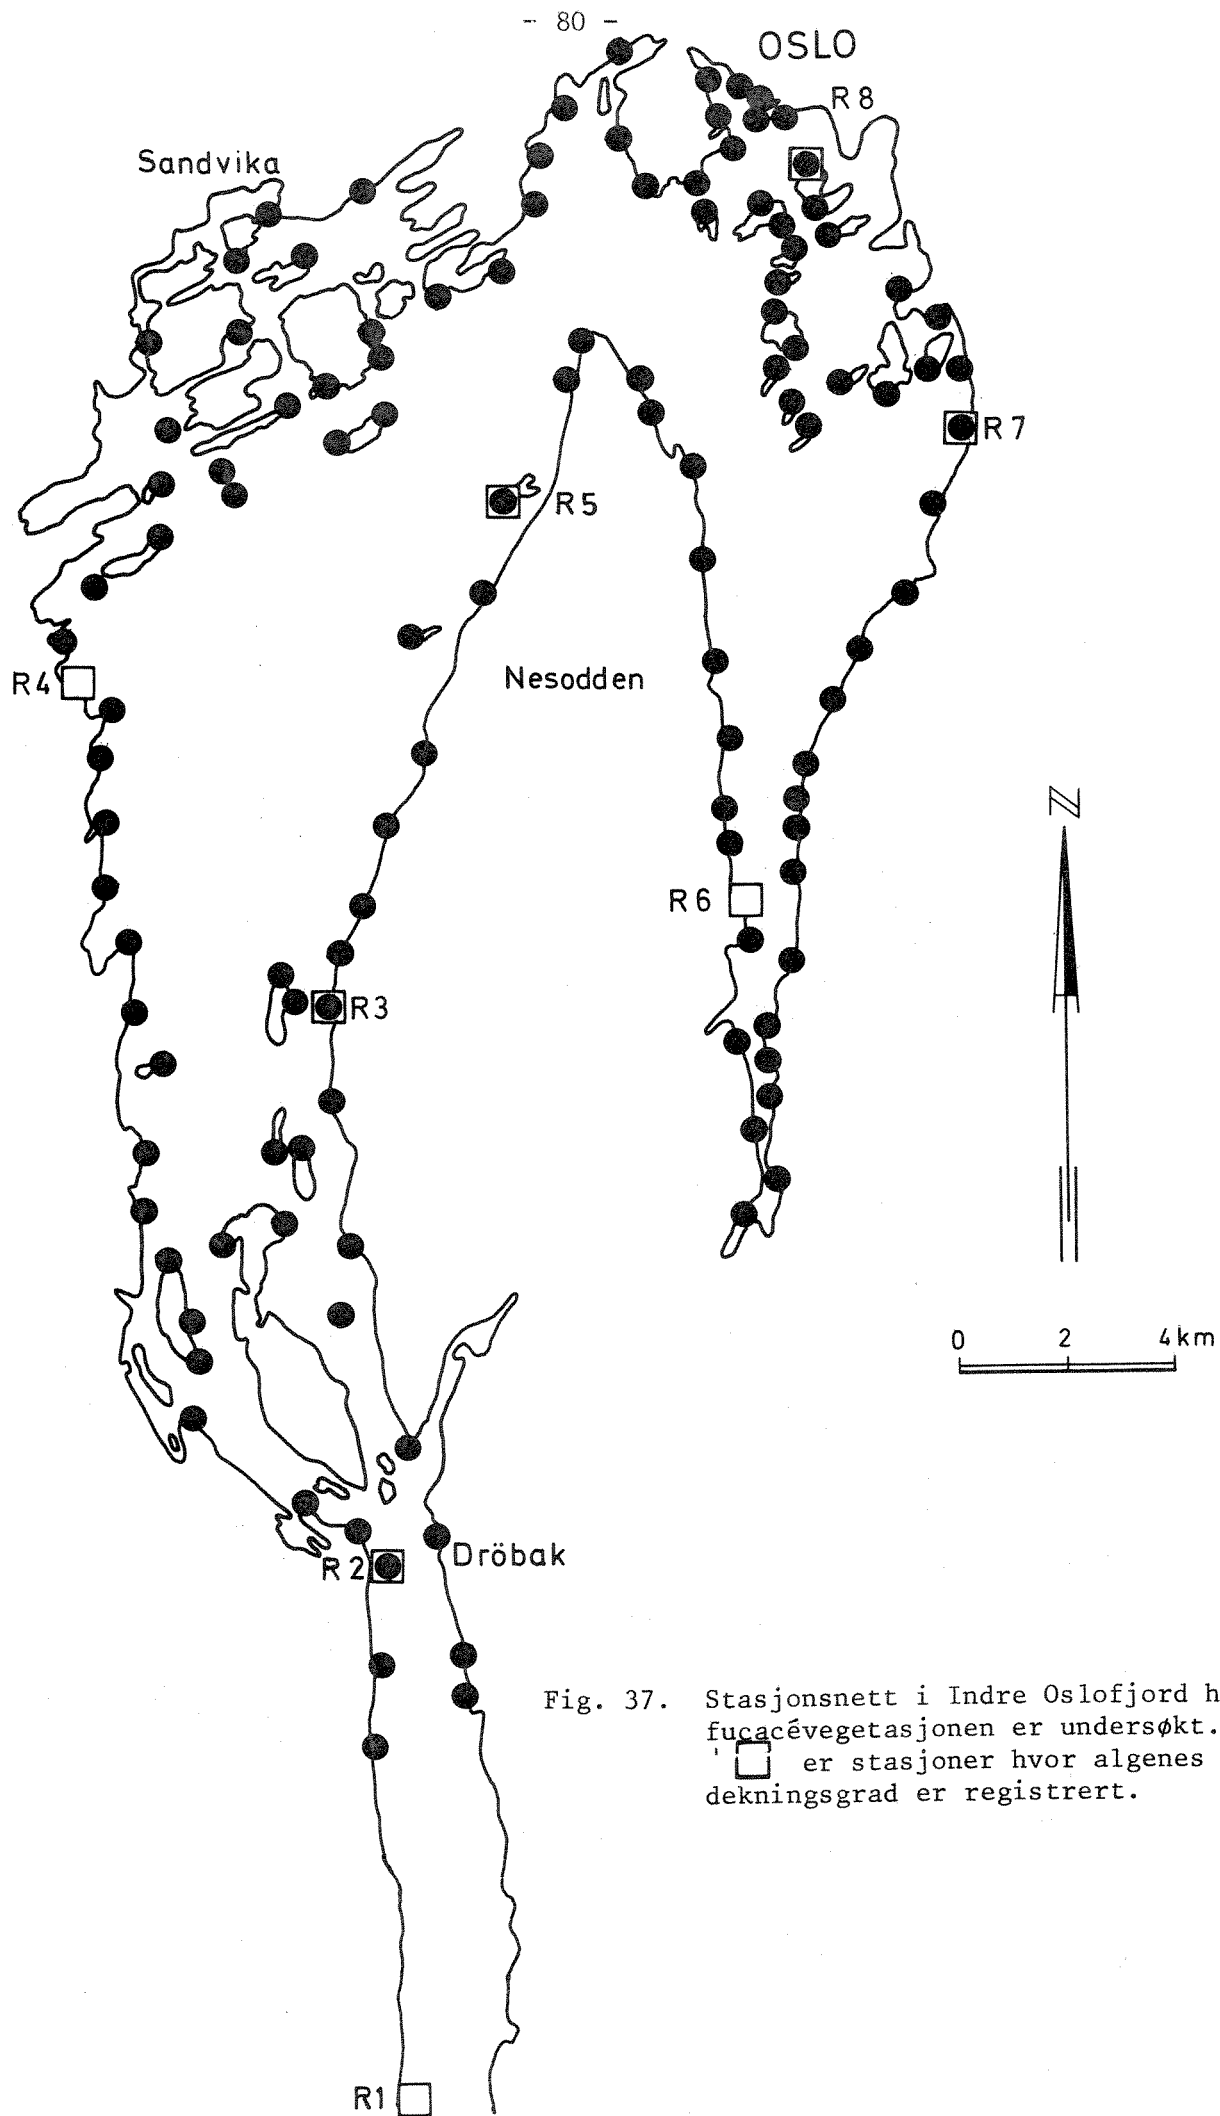 - 80 -
OSLO
R8
Sandvika
R7
R5
Nesodden
R4
N
R6
R3
0 2 4km
Dröbak
R2
Fig. 37. Stasjonsnett i Indre Oslofjord h
fucacévegetasjonen er undersøkt.
er stasjoner hvor algenes
dekningsgrad er registrert.
R1